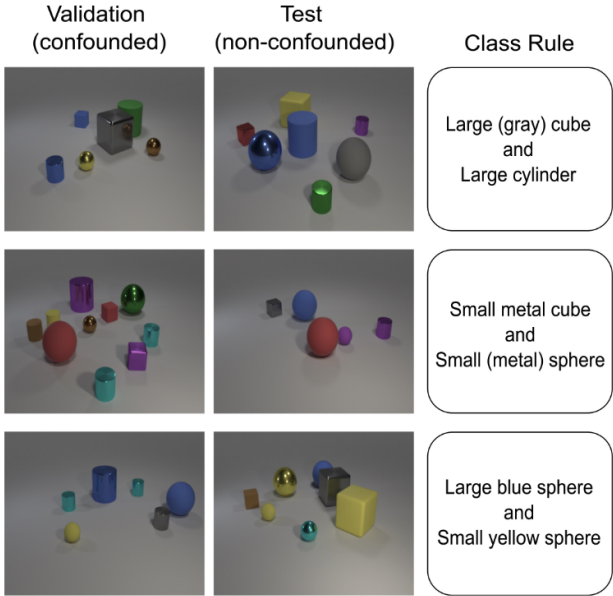 Validation
(confounded)
Test
(non-confounded)
Class Rule
Large (gray) cube
and
Large cylinder
Small metal cube
and
Small (metal) sphere
Large blue sphere
and
Small yellow sphere